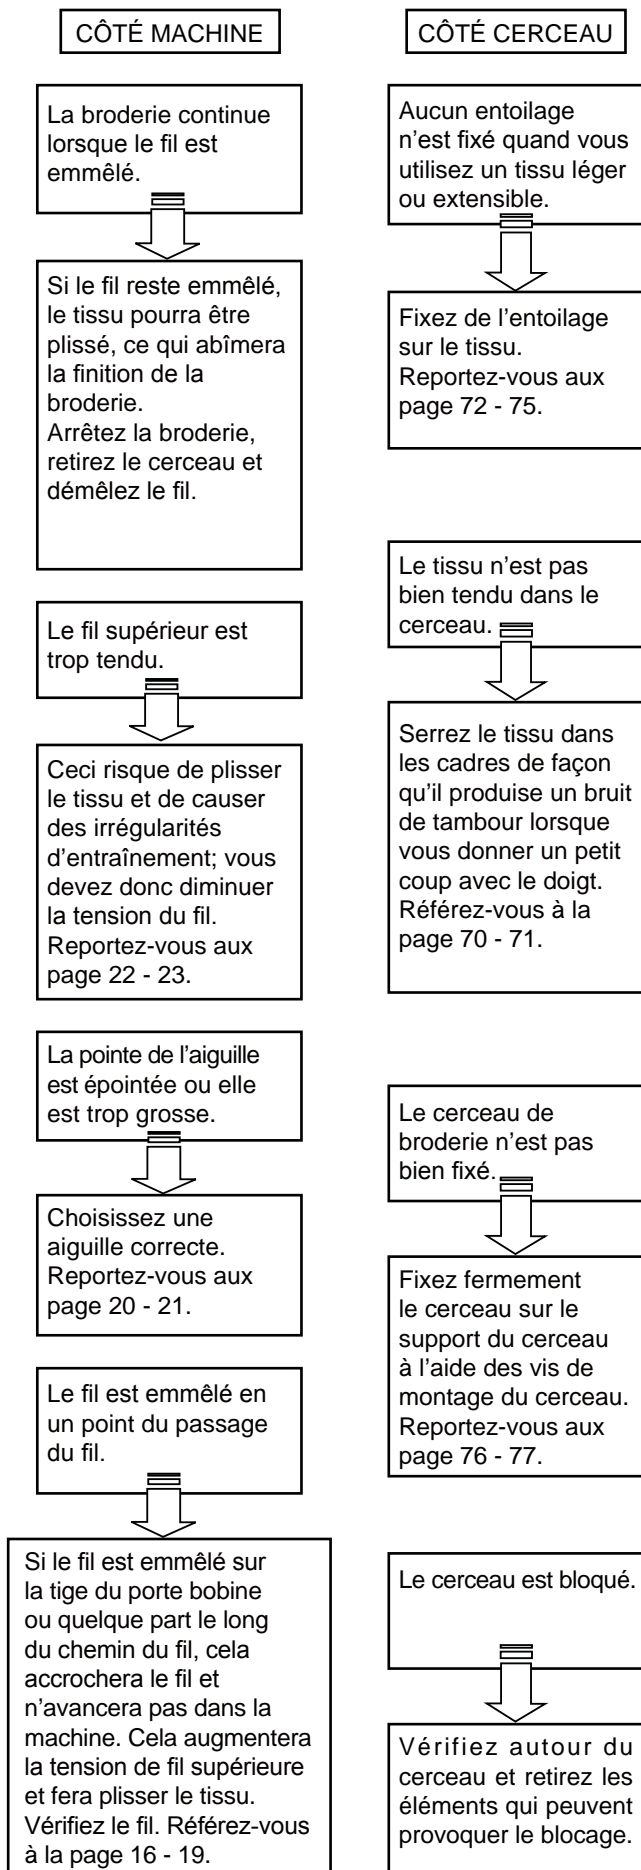 CÔTÉ MACHINE
La broderie continue
lorsque le fil est
emmêlé.
Si le fil reste emmêlé,
le tissu pourra être
plissé, ce qui abîmera
la finition de la
broderie.
Arrêtez la broderie,
retirez le cerceau et
démêlez le fil.
Le fil supérieur est
trop tendu.
Ceci risque de plisser
le tissu et de causer
des irrégularités
d'entraînement; vous
devez donc diminuer
la tension du fil.
Reportez-vous aux
page 22 - 23.
La pointe de l'aiguille
est épointée ou elle
est trop grosse.
Choisissez une
aiguille correcte.
Reportez-vous aux
page 20 - 21.
Le fil est emmêlé en
un point du passage
du fil.
Si le fil est emmêlé sur
la tige du porte bobine
ou quelque part le long
du chemin du fil, cela
accrochera le fil et
n'avancera pas dans la
machine. Cela augmentera
la tension de fil supérieure
et fera plisser le tissu.
Vérifiez le fil. Référez-vous
à la page 16 - 19.
CÔTÉ CERCEAU
Aucun entoilage
n'est fixé quand vous
utilisez un tissu léger
ou extensible.
Fixez de l'entoilage
sur le tissu.
Reportez-vous aux
page 72 - 75.
Le tissu n'est pas
bien tendu dans le
cerceau.
Serrez le tissu dans
les cadres de façon
qu'il produise un bruit
de tambour lorsque
vous donner un petit
coup avec le doigt.
Référez-vous à la
page 70 - 71.
Le cerceau de
broderie n'est pas
bien fixé.
Fixez fermement
le cerceau sur le
support du cerceau
à l'aide des vis de
montage du cerceau.
Reportez-vous aux
page 76 - 77.
Le cerceau est bloqué.
Vérifiez autour du
cerceau et retirez les
éléments qui peuvent
provoquer le blocage.